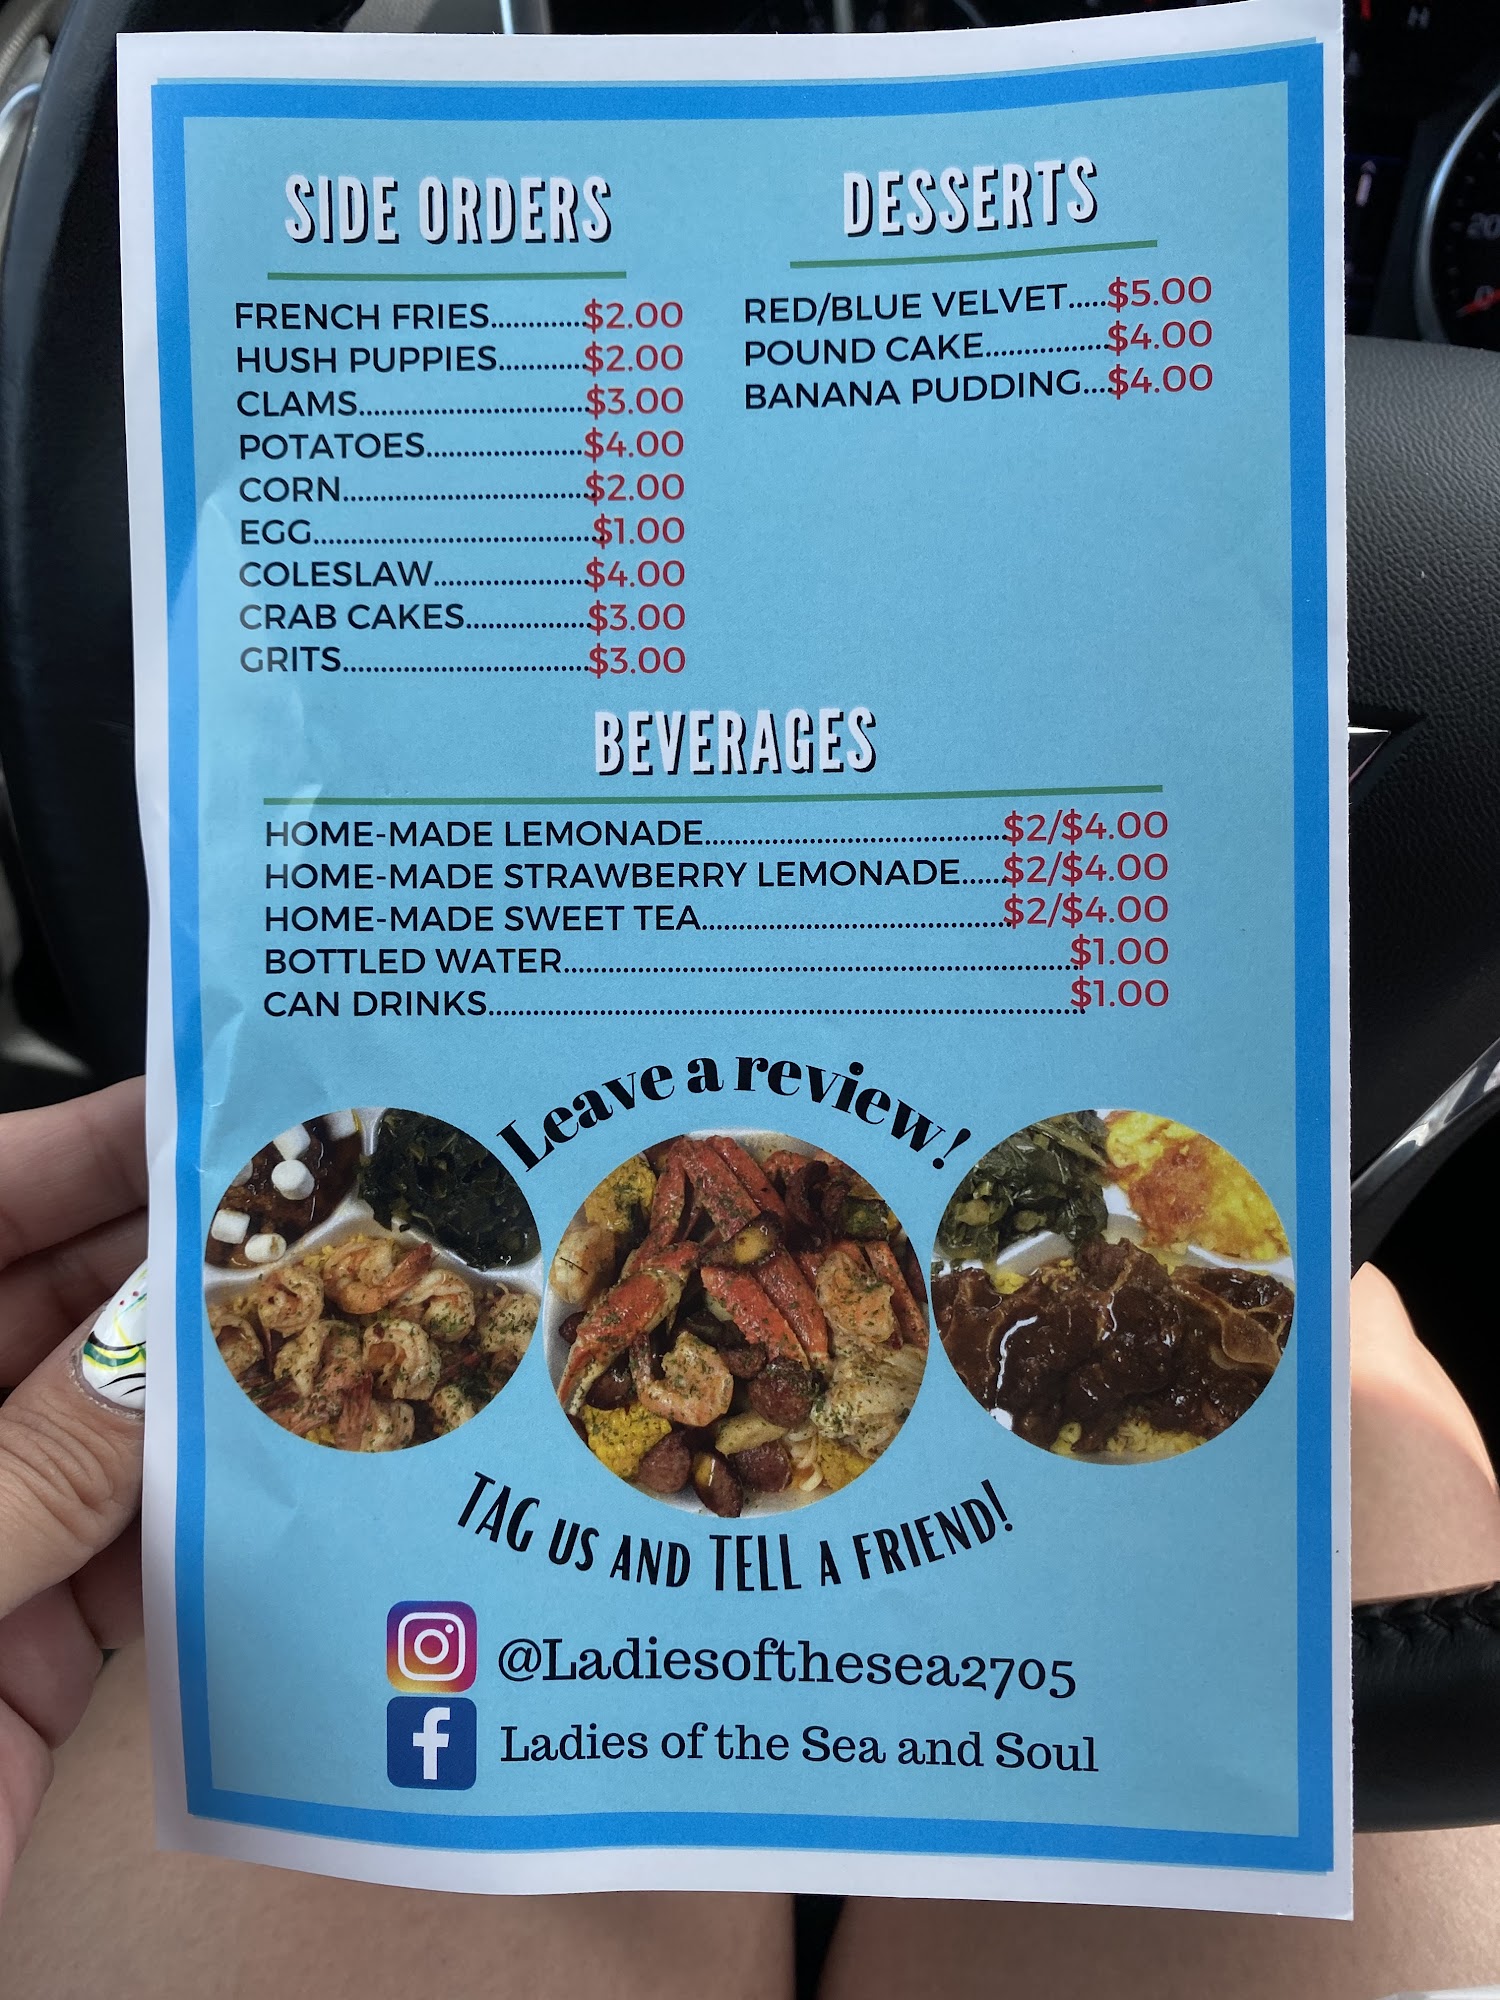 SIDE ORDERS
FRENCH FRIES.............$2.00
HUSH PUPPIES............$2.00
CLAMS................................$3.00
POTATOES......................$4.00
CORN..................................$2.00
EGG.......................................$1.00
COLESLAW......................$4.00
CRAB CAKES.................$3.00
GRITS..................................$3.00
DESSERTS
RED/BLUE VELVET.....$5.00
POUND CAKE.................$4.00
BANANA PUDDING...$4.00
BEVERAGES
HOME-MADE LEMONADE..........................................$2/$4.00
HOME-MADE STRAWBERRY LEMONADE......$2/$4.00
HOME-MADE SWEET TEA...........................................$2/$4.00
BOTTLED WATER........................................................................$1.00
CAN DRINKS....................................................................................$1.00
Leave a review!
TAG US AND TELL A FRIEND!
@Ladiesofthesea2705
f Ladies of the Sea and Soul